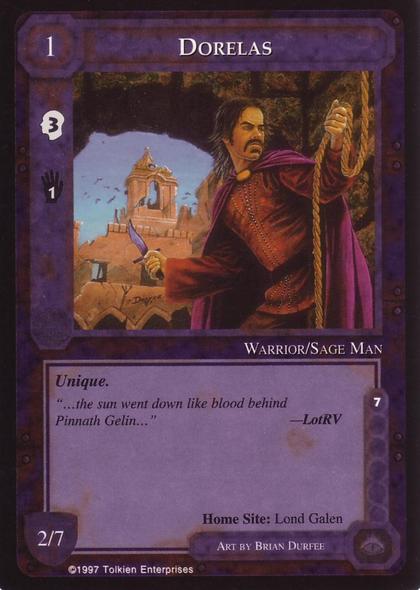 1
DORELAS
3
1
B. Durfee
WARRIOR/SAGE MAN
Unique.
“...the sun went down like blood behind
Pinnath Gelin...” —LotRV
7
Home Site: Lond Galen
2/7
ART BY BRIAN DURFEE
©1997 Tolkien Enterprises